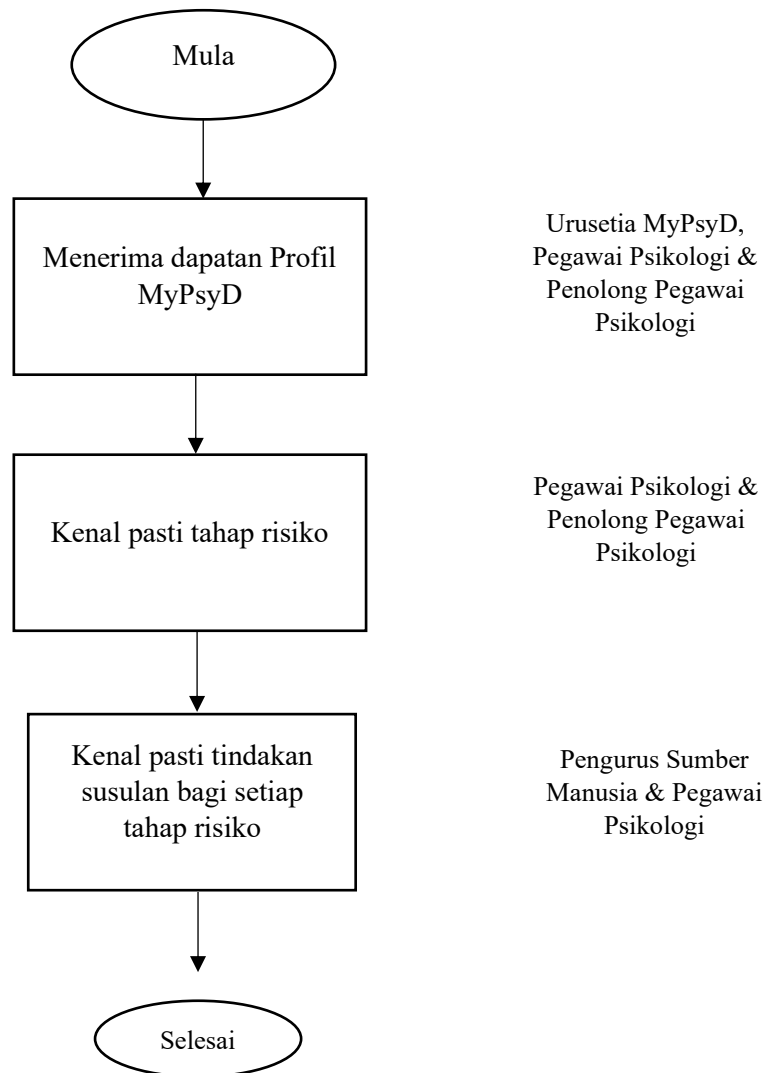 Mula
Menerima dapatan Profil
MyPsyD
Urusetia MyPsyD,
Pegawai Psikologi &
Penolong Pegawai
Psikologi
Kenal pasti tahap risiko
Pegawai Psikologi &
Penolong Pegawai
Psikologi
Kenal pasti tindakan
susulan bagi setiap
tahap risiko
Pengurus Sumber
Manusia & Pegawai
Psikologi
Selesai